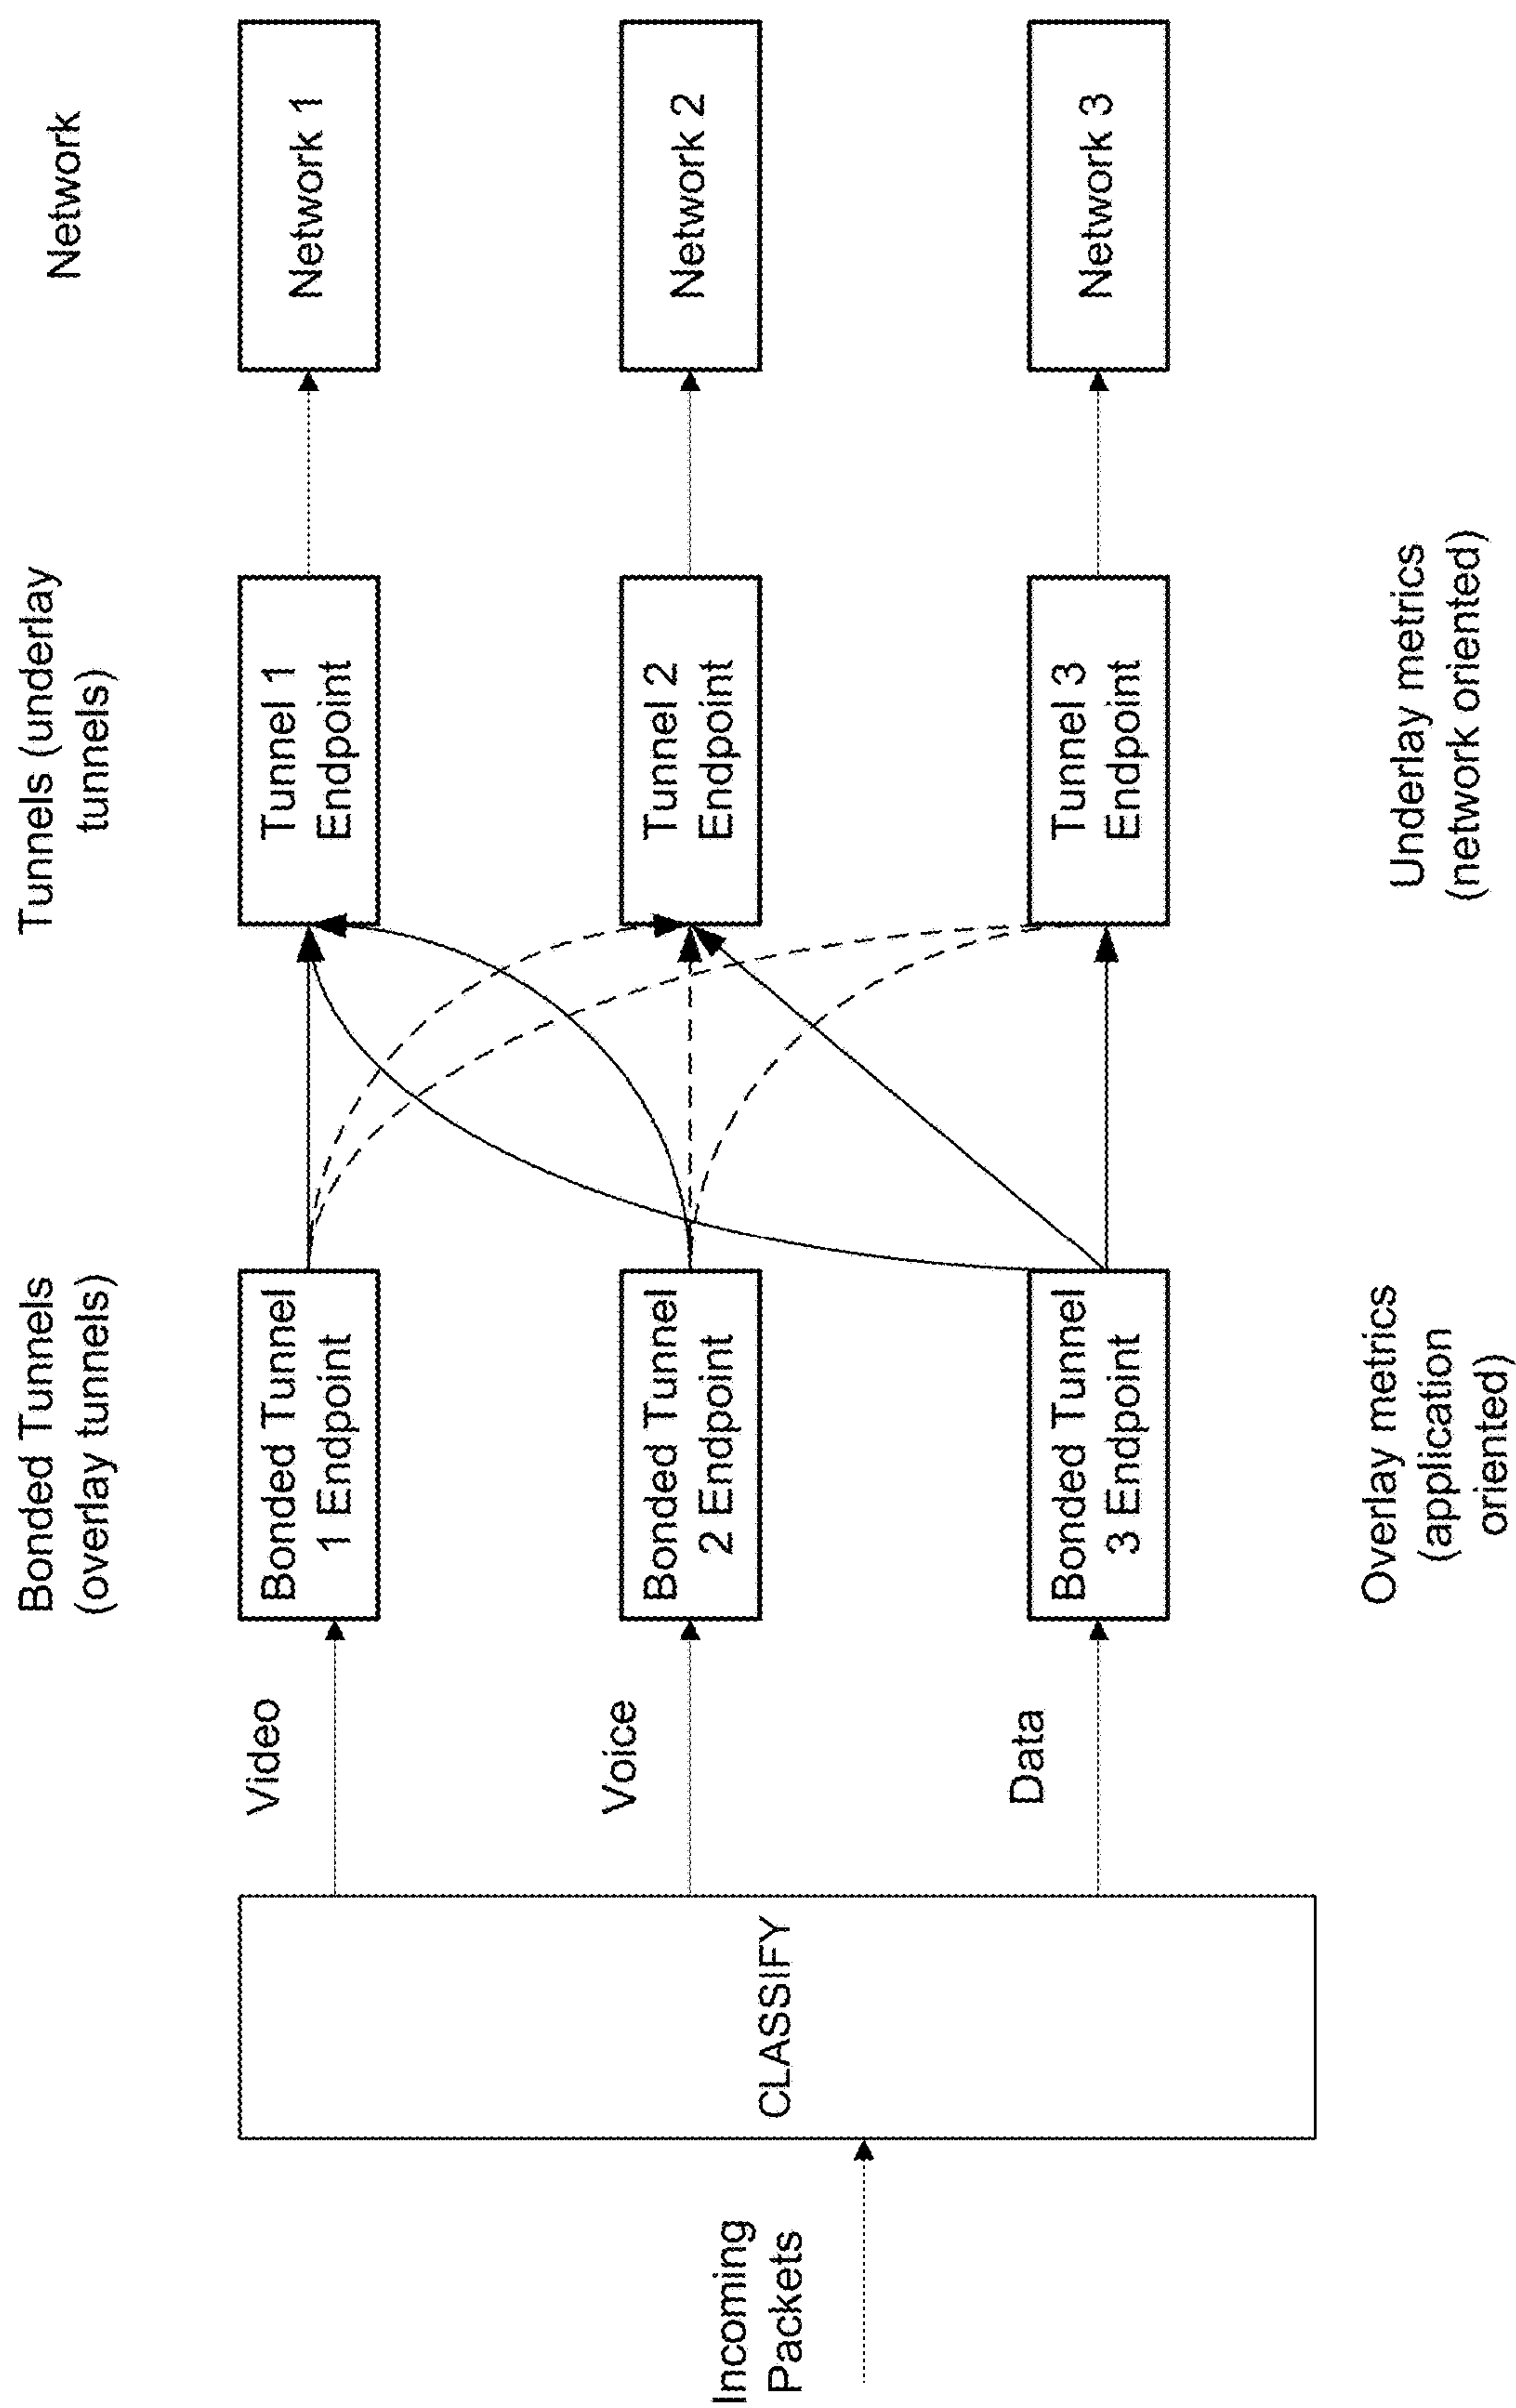 Bonded Tunnels
(overlay tunnels)
Tunnels (underlay
tunnels)
Network
Incoming
Packets
CLASSIFY
Video
Bonded Tunnel
1 Endpoint
Tunnel 1
Endpoint
Network 1
Voice
Bonded Tunnel
2 Endpoint
Tunnel 2
Endpoint
Network 2
Data
Bonded Tunnel
3 Endpoint
Tunnel 3
Endpoint
Network 3
Overlay metrics
(application
oriented)
Underlay metrics
(network oriented)